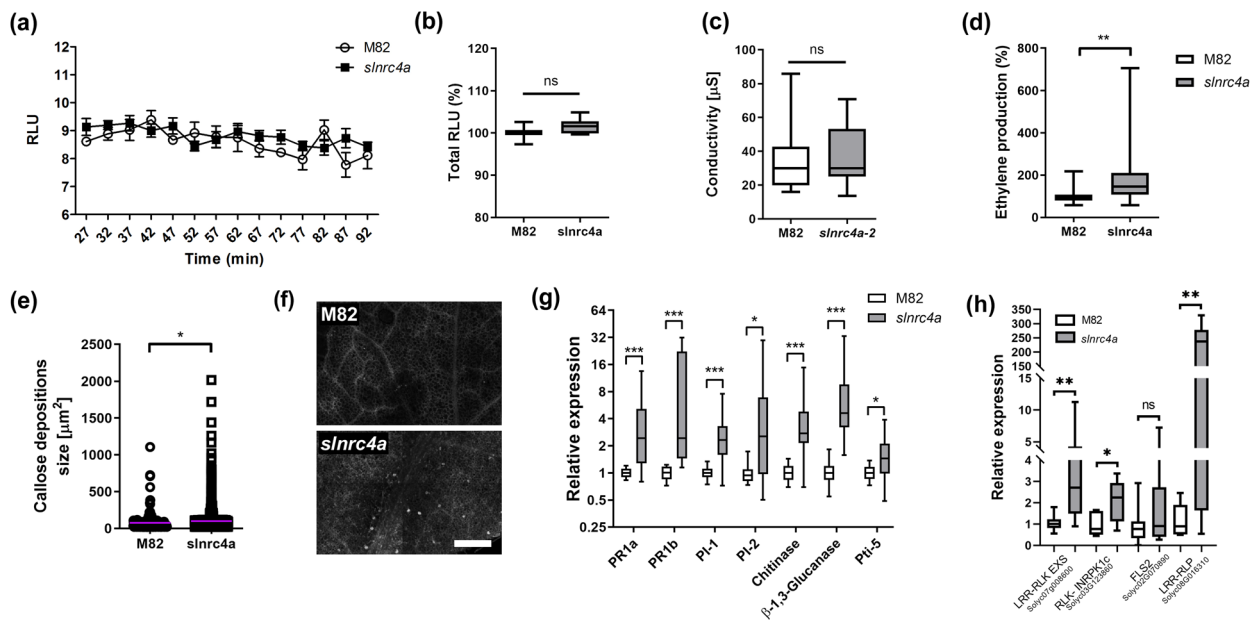 (a)
12
11
10
9
8
7
6
RLU
27 32 37 42 47 52 57 62 67 72 77 82 87 92
Time (min)
M82
slnrc4a
(b)
120
110
100
90
80
Total RLU (%)
ns
M82 slnrc4a
(c)
100
80
60
40
20
0
Conductivity [µS]
ns
M82 slnrc4a-2
(d)
800
600
400
200
0
Ethylene production (%)
**
M82 slnrc4a
M82
slnrc4a
(e)
2500
2000
1500
1000
500
0
Callose depositions
size [µm2]
*
M82 slnrc4a
(f)
M82
slnrc4a
(g)
64
32
16
8
4
2
1
0.5
0.25
Relative expression
M82
slnrc4a
*** *** *** * *** *** *
PR1a PR1b PI-1 PI-2 Chitinase β-1,3-Glucanase Pti-5
(h)
350
300
250
200
150
15
10
5
4
3
2
1
0
Relative expression
M82
slnrc4a
** * ns **
LRR-RLK EXS
Solyc07g008600
RLK- INRPK1c
Solyc03G123860
FLS2
Solyc02G070890
LRR-RLP
Solyc08G016310